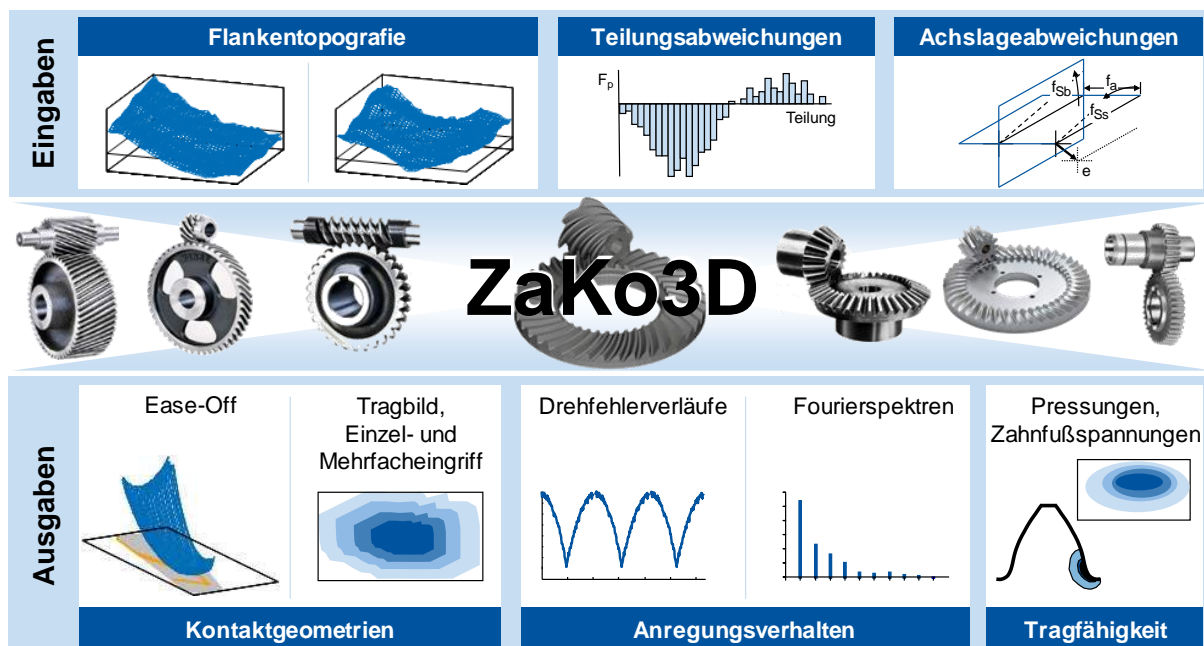 Eingaben
Flankentopografie
Teilungsabweichungen
Achslageabweichungen
Fp
Teilung
fSb
fa
fSs
e
ZaKo3D
Ausgaben
Ease-Off
Tragbild,
Einzel- und
Mehrfacheingriff
Drehfehlerverläufe
Fourierspektren
Pressungen,
Zahnfußspannungen
Kontaktgeometrien
Anregungsverhalten
Tragfähigkeit